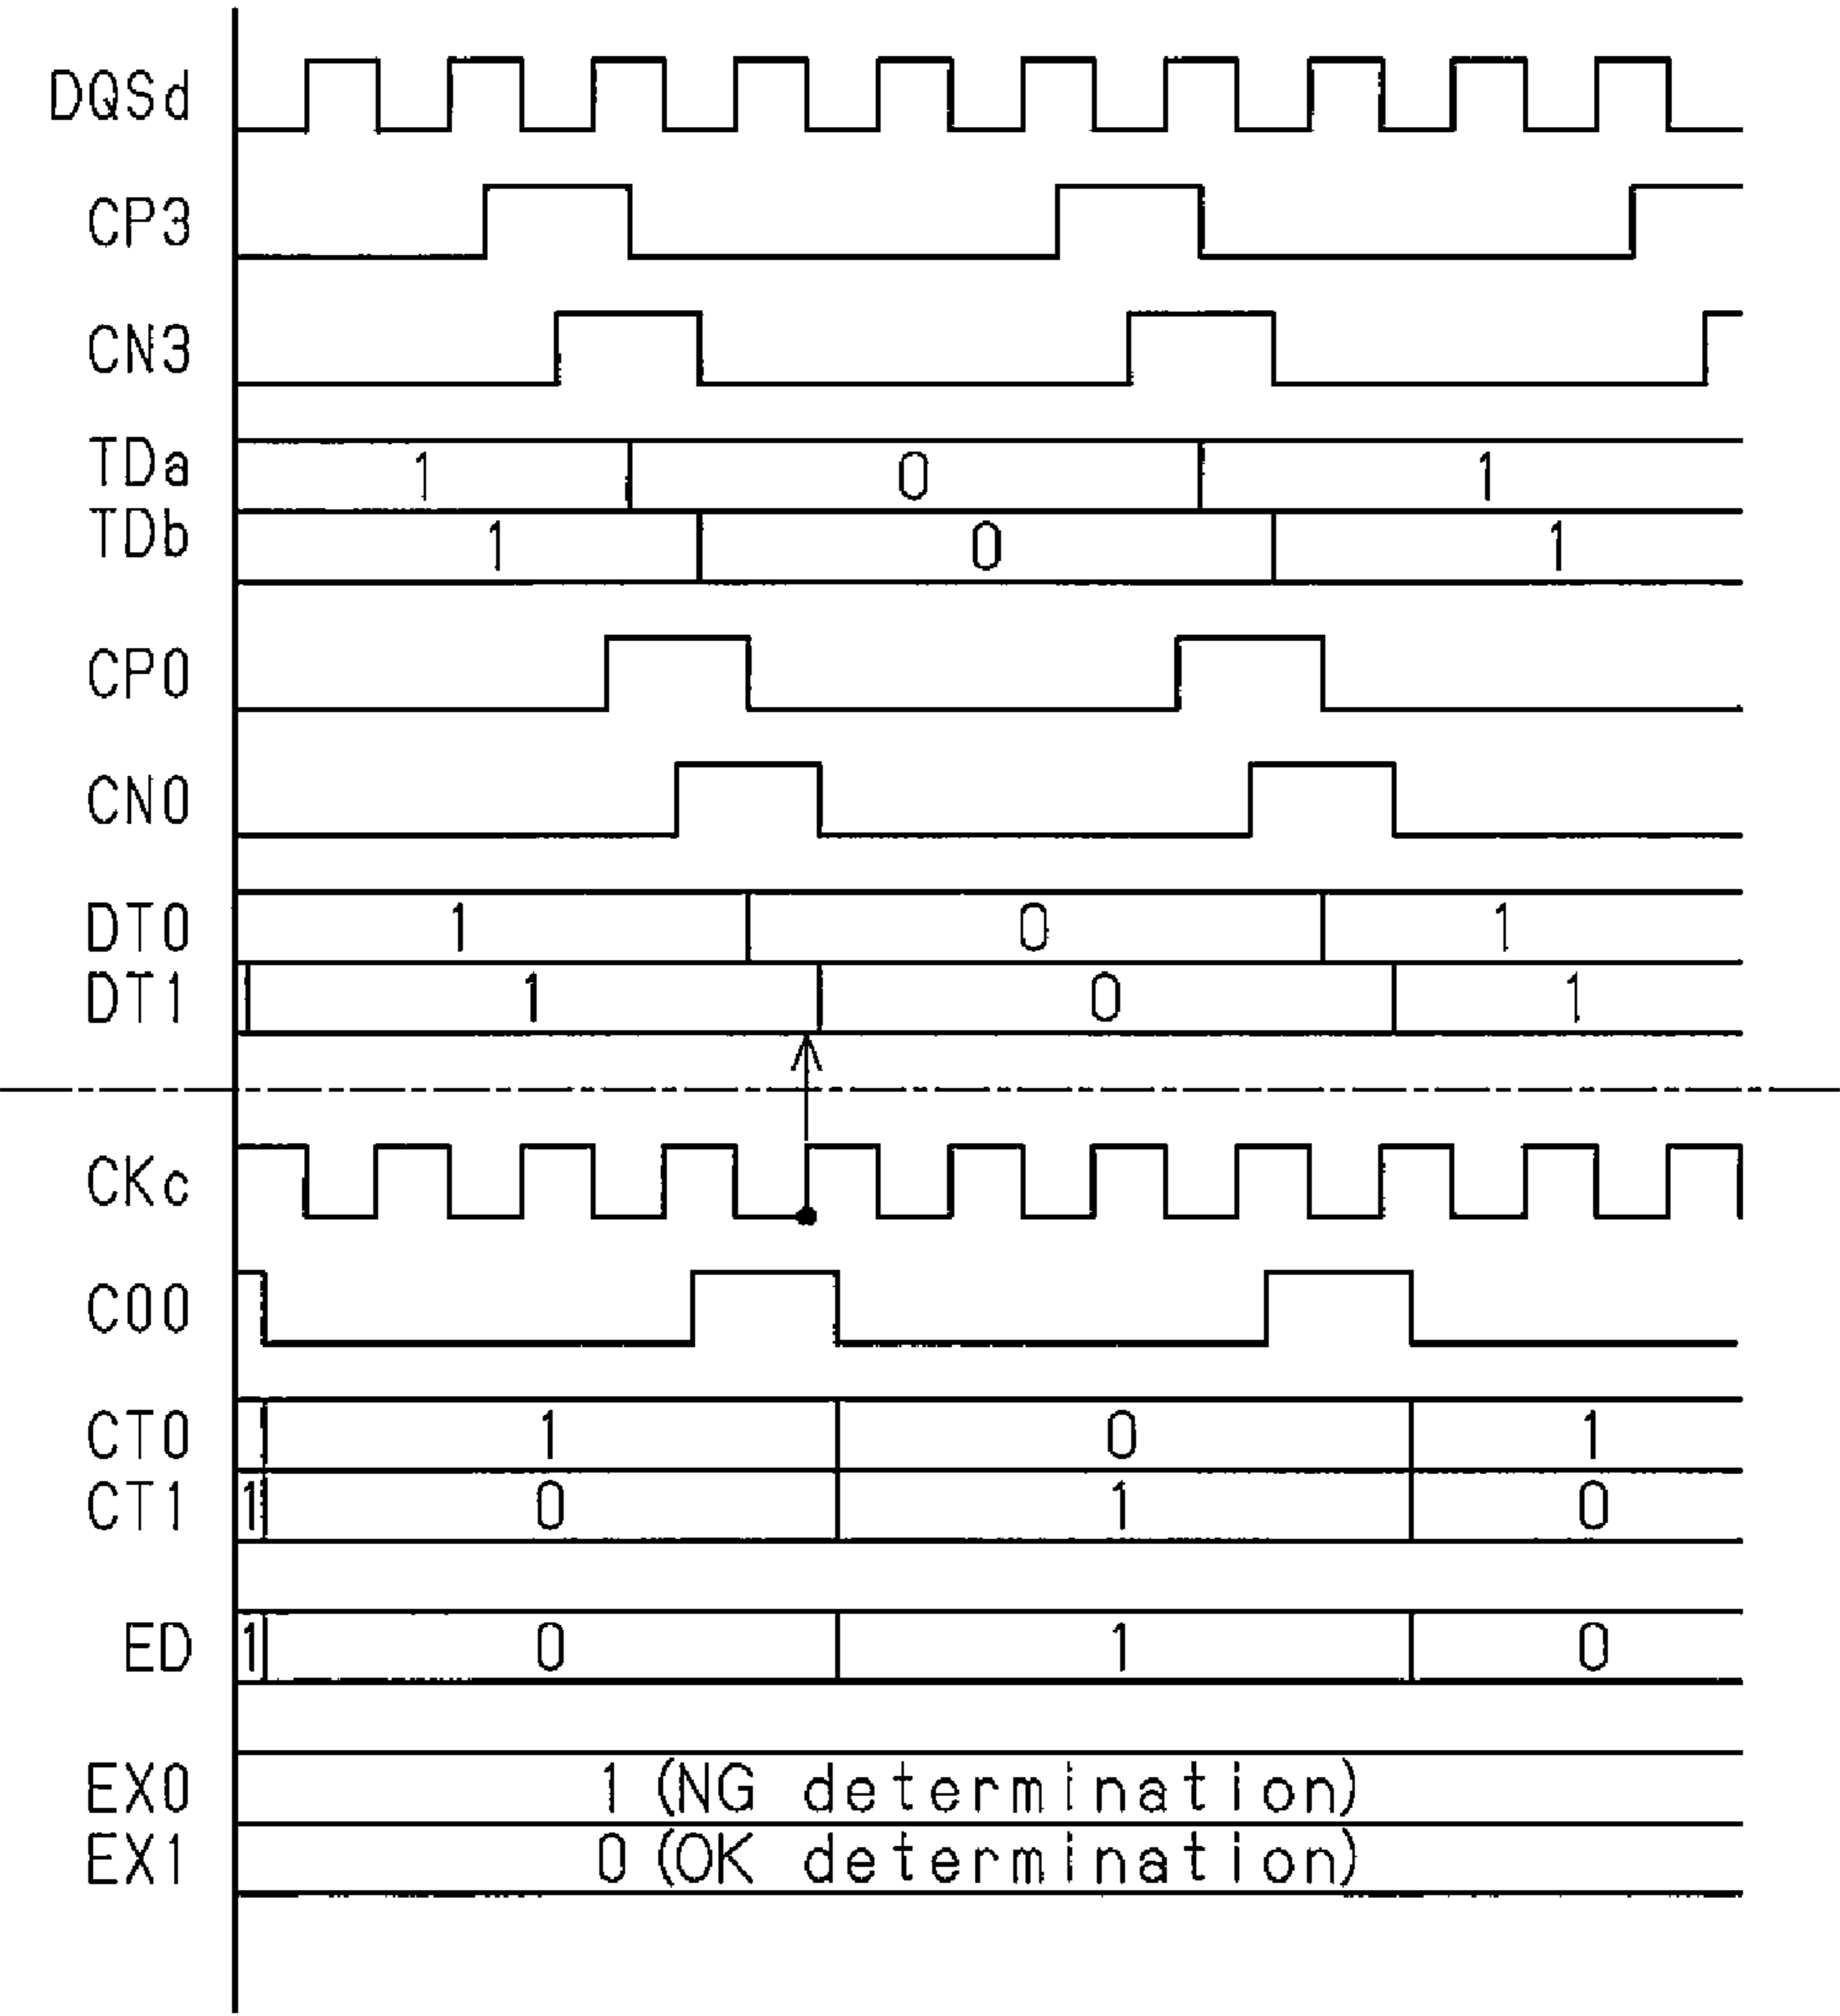 DQSd
CP3
CN3
TDa 1 0 1
TDb 1 0 1
CP0
CN0
DT0 1 0 1
DT1 1 0 1
CKc
C00
CT0 1 0 1
CT1 1 0 1 0
ED 1 0 1 0
EX0 1 (NG determination)
EX1 0 (OK determination)